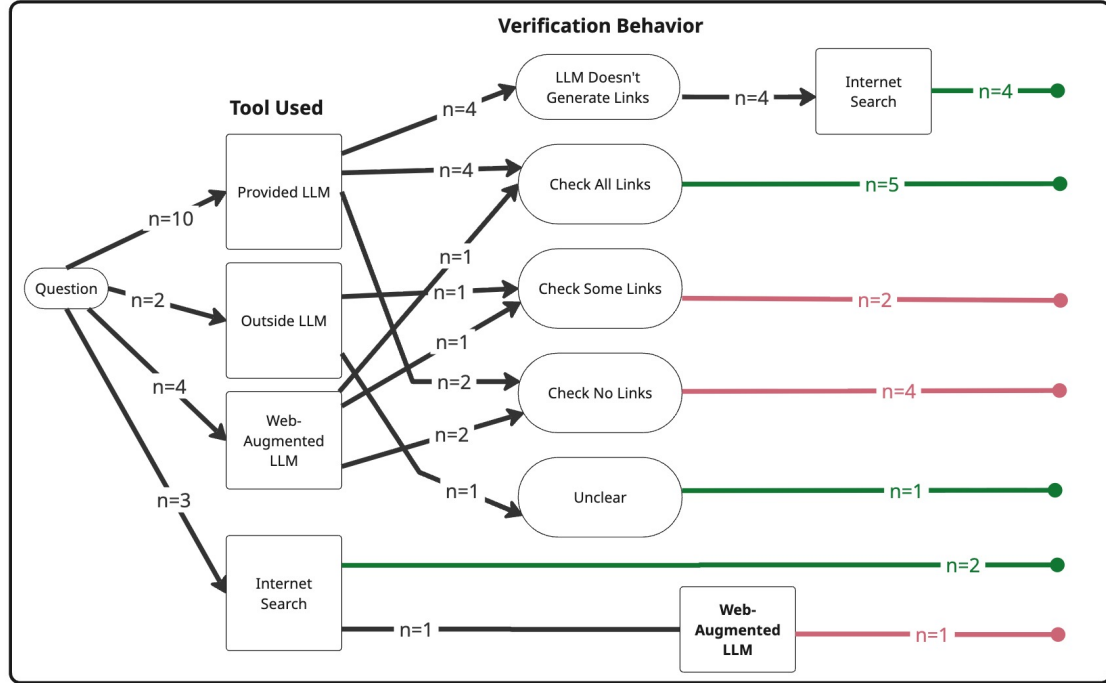 Verification Behavior
Tool Used
Question
n=10
n=2
n=4
n=3
Provided LLM
Outside LLM
Web-
Augmented
LLM
Internet
Search
n=4
n=4
n=1
n=1
n=1
n=2
n=2
n=1
n=1
LLM Doesn't
Generate Links
Check All Links
Check Some Links
Check No Links
Unclear
n=4
Internet
Search
Web-
Augmented
LLM
n=4
n=5
n=2
n=4
n=1
n=2
n=1